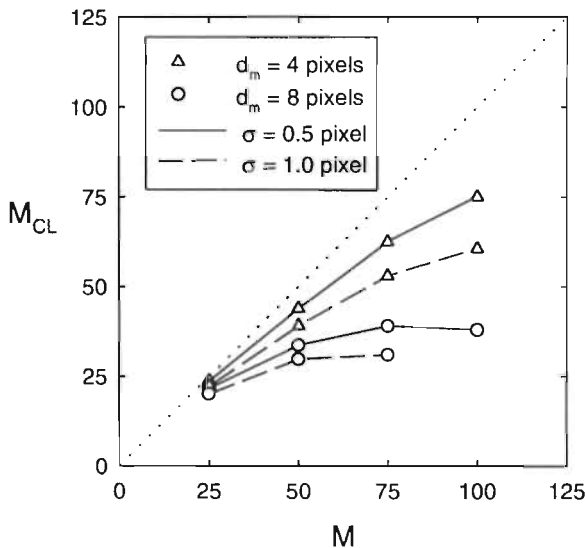 125
100
75
50
25
0
M_CL
d_m = 4 pixels
d_m = 8 pixels
σ = 0.5 pixel
σ = 1.0 pixel
0 25 50 75 100 125
M